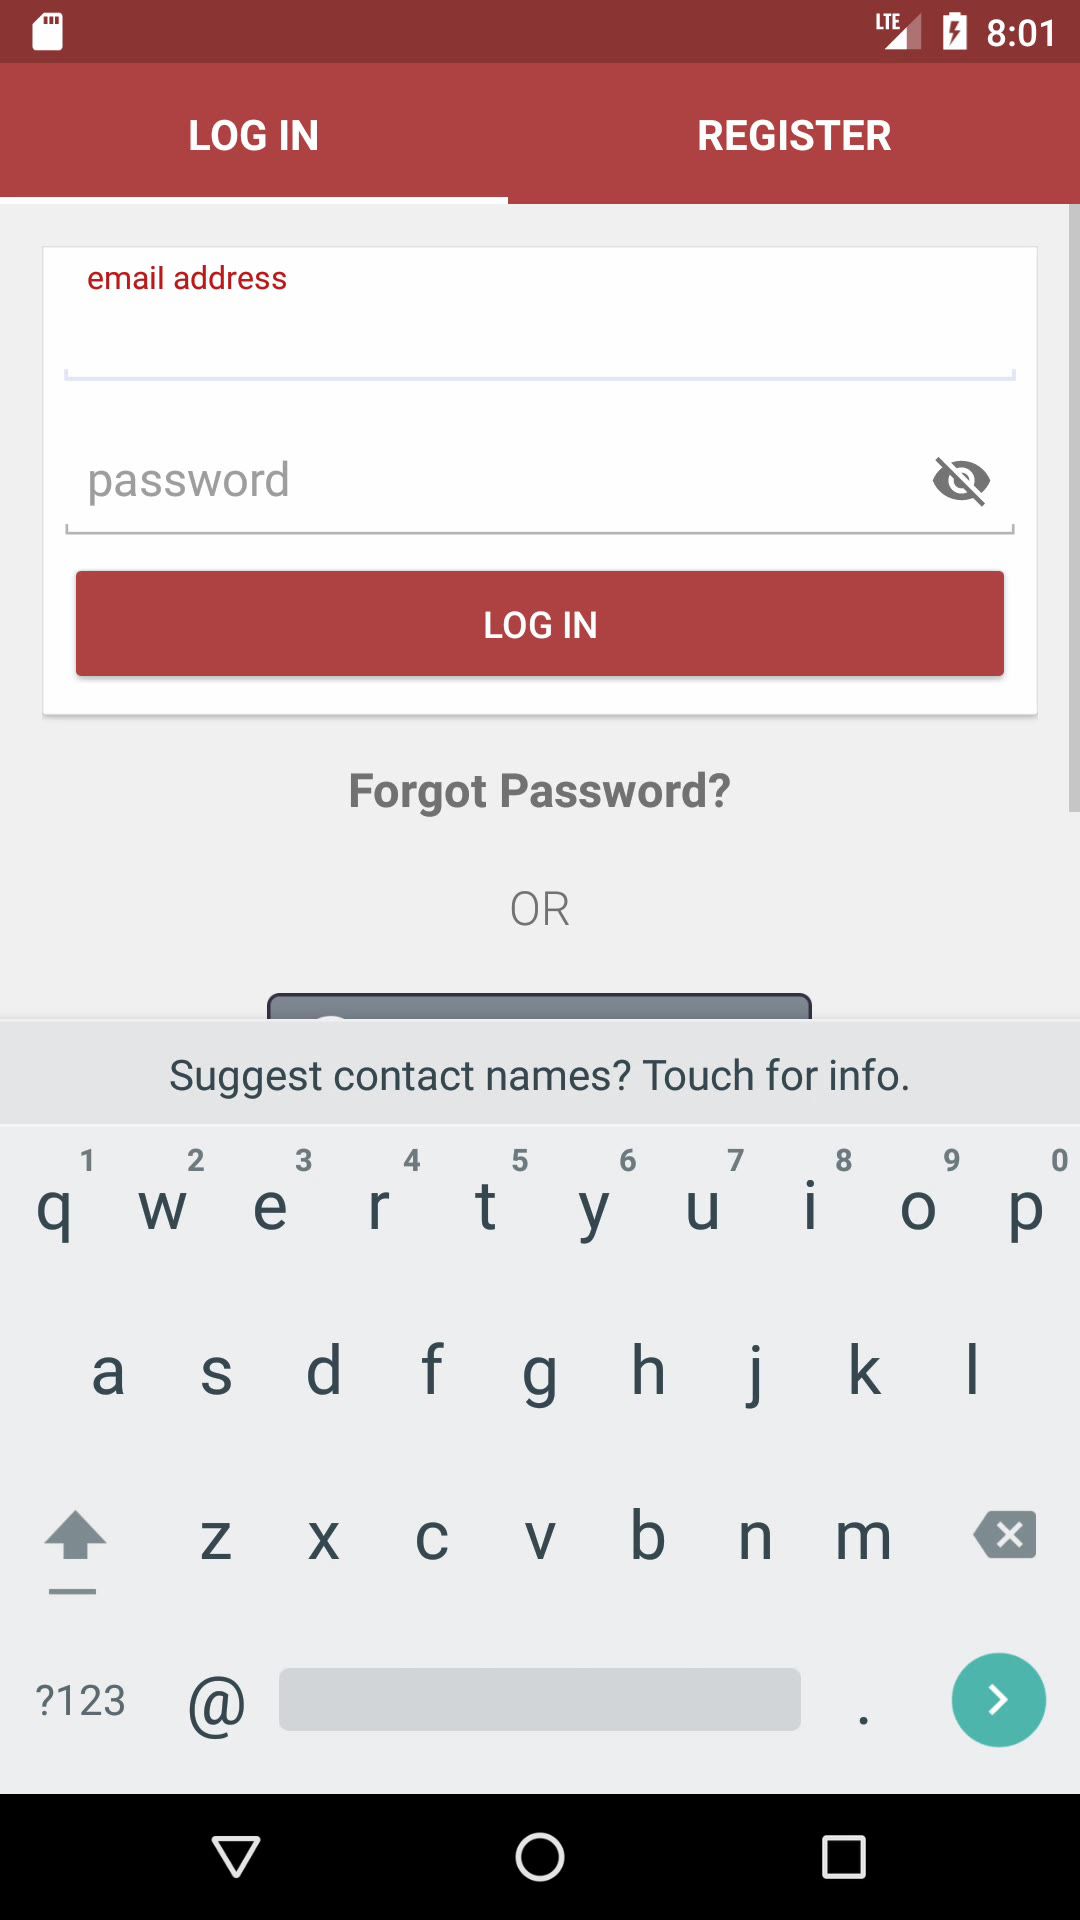 LTE 8:01
LOG IN REGISTER
email address
password
LOG IN
Forgot Password?
OR
Suggest contact names? Touch for info.
1 2 3 4 5 6 7 8 9 0
q w e r t y u i o p
a s d f g h j k l
z x c v b n m
?123 @ .